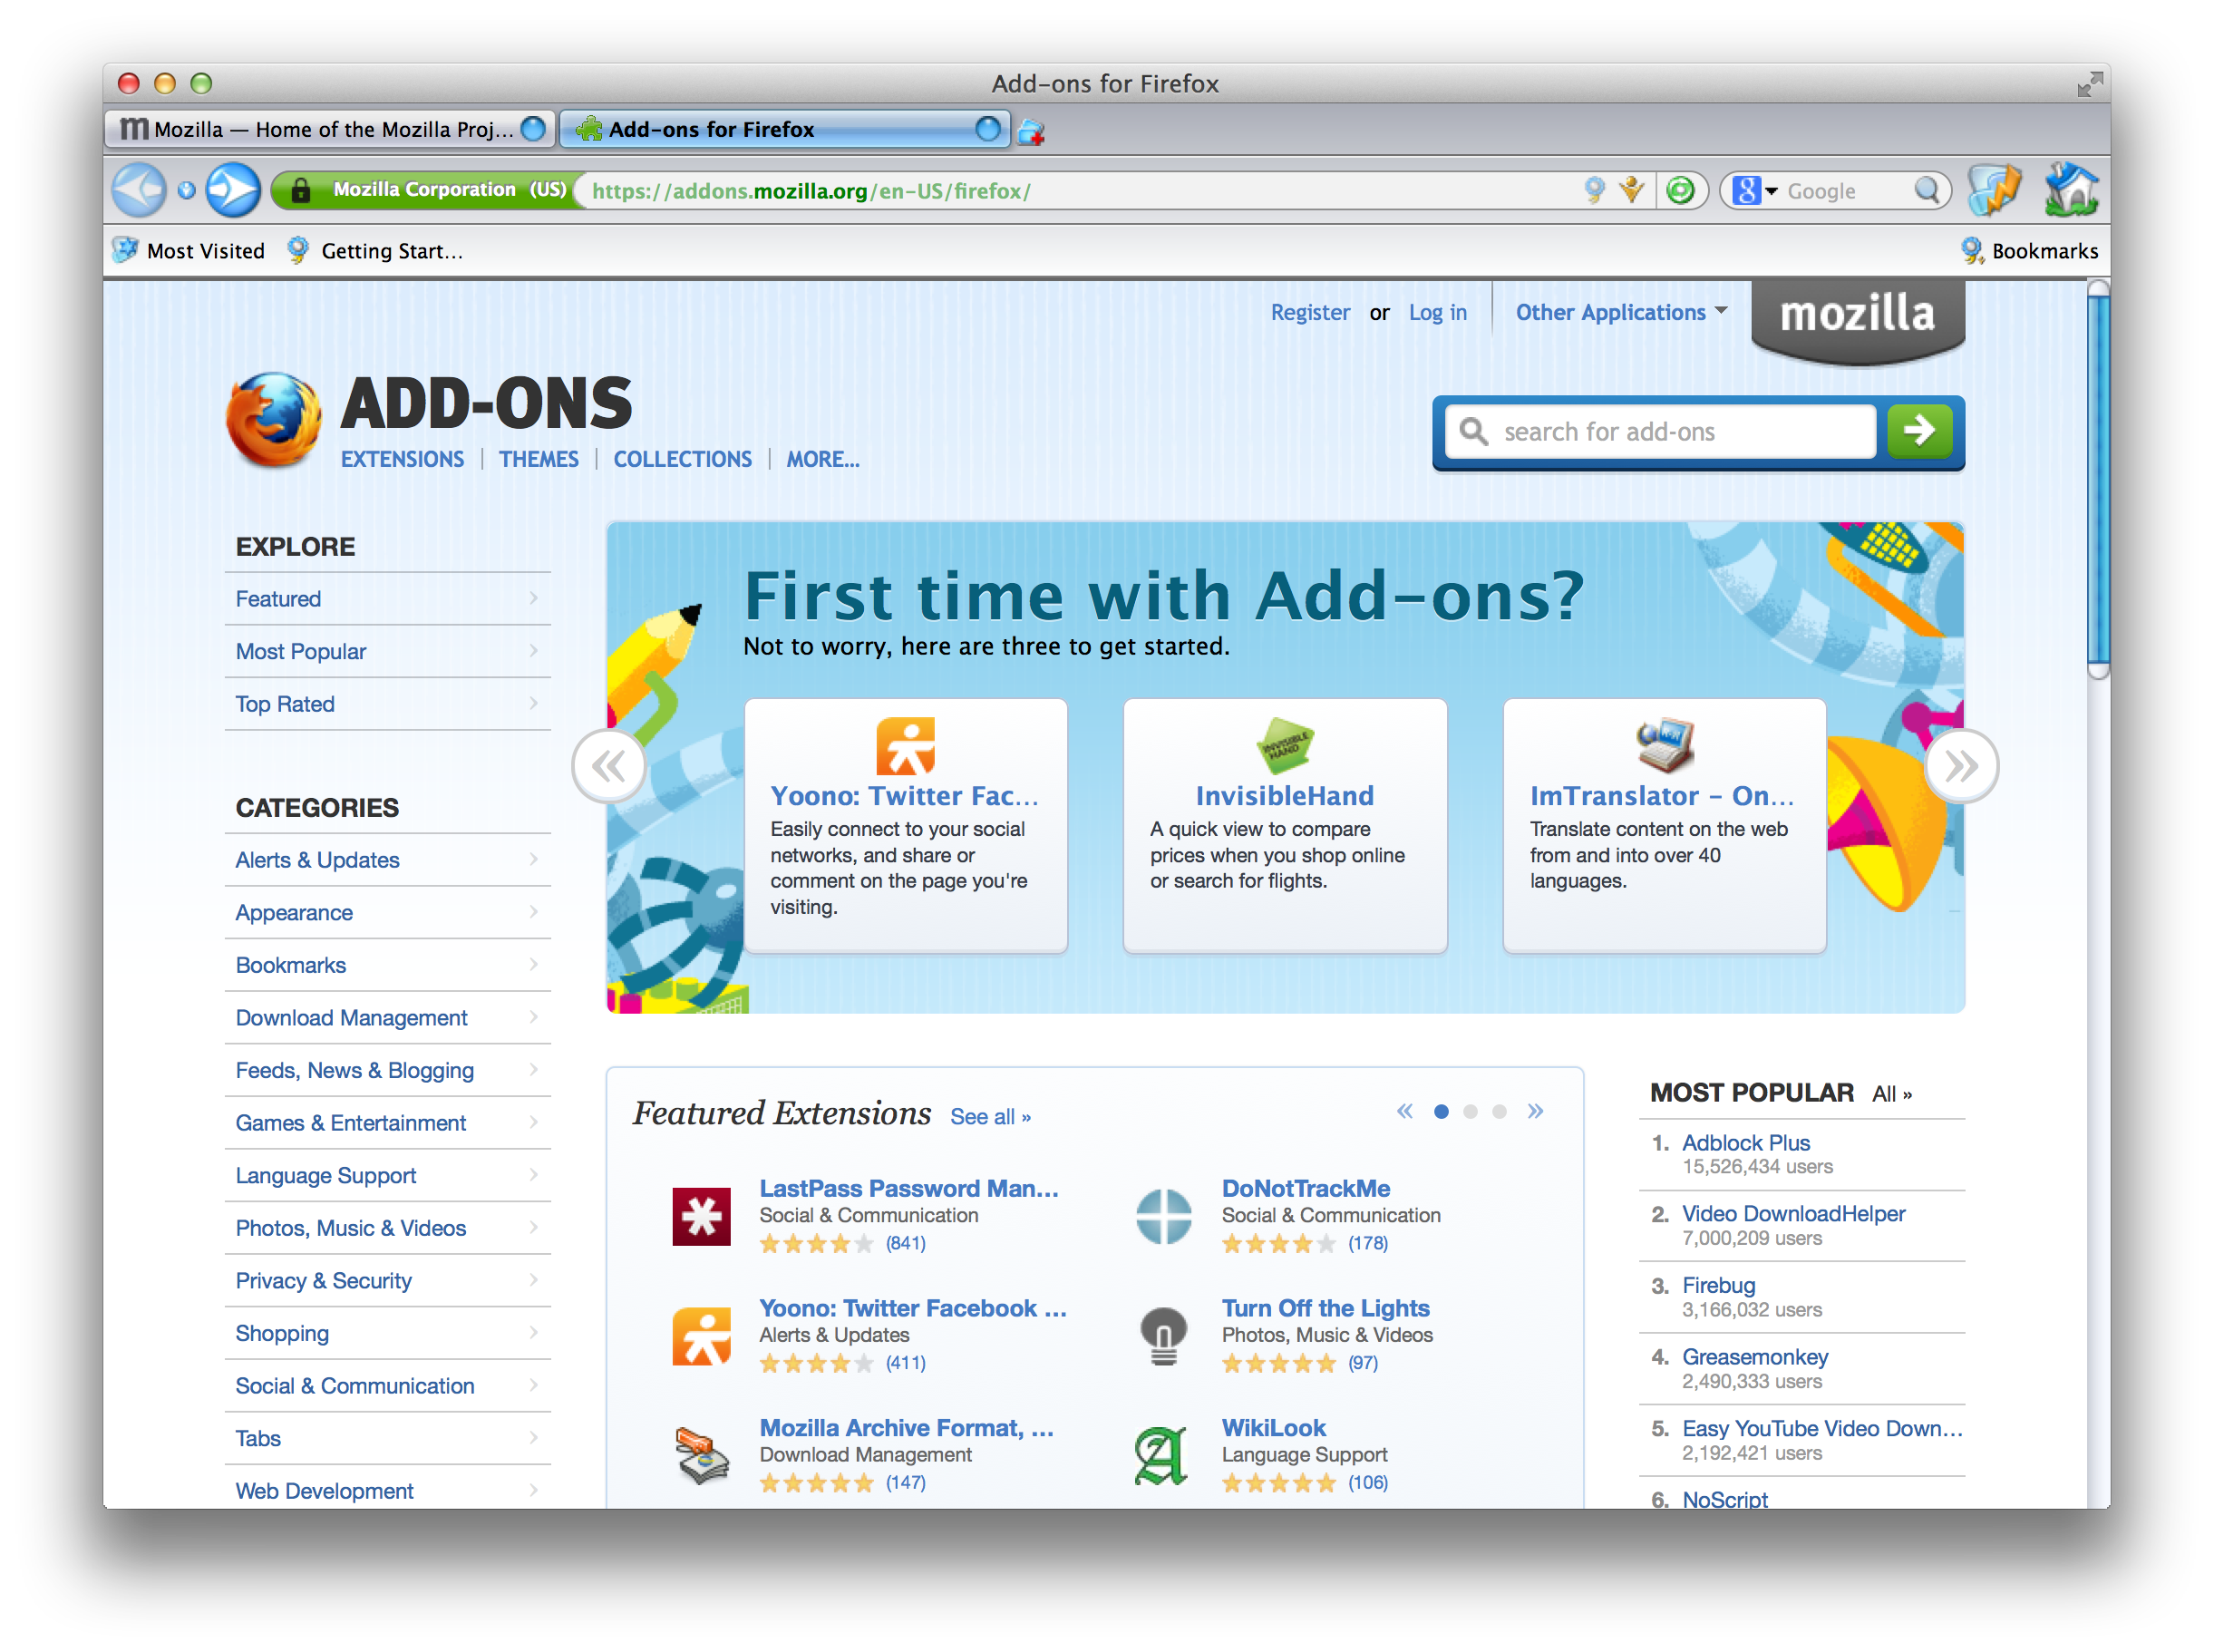 Add-ons for Firefox
Mozilla — Home of the Mozilla Proj...
Add-ons for Firefox
Mozilla Corporation (US)
https://addons.mozilla.org/en-US/firefox/
Google
Most Visited
Getting Start...
Bookmarks
Register or Log in
Other Applications
mozilla
ADD-ONS
EXTENSIONS | THEMES | COLLECTIONS | MORE...
search for add-ons
EXPLORE
Featured
Most Popular
Top Rated
CATEGORIES
Alerts & Updates
Appearance
Bookmarks
Download Management
Feeds, News & Blogging
Games & Entertainment
Language Support
Photos, Music & Videos
Privacy & Security
Shopping
Social & Communication
Tabs
Web Development
First time with Add-ons?
Not to worry, here are three to get started.
Yoono: Twitter Fac...
Easily connect to your social
networks, and share or
comment on the page you're
visiting.
INVISIBLE
HAND
InvisibleHand
A quick view to compare
prices when you shop online
or search for flights.
ImTranslator - On...
Translate content on the web
from and into over 40
languages.
Featured Extensions See all »
LastPass Password Man...
Social & Communication
(841)
DoNotTrackMe
Social & Communication
(178)
Yoono: Twitter Facebook ...
Alerts & Updates
(411)
Turn Off the Lights
Photos, Music & Videos
(97)
Mozilla Archive Format, ...
Download Management
(147)
WikiLook
Language Support
(106)
MOST POPULAR All »
1. Adblock Plus
15,526,434 users
2. Video DownloadHelper
7,000,209 users
3. Firebug
3,166,032 users
4. Greasemonkey
2,490,333 users
5. Easy YouTube Video Down...
2,192,421 users
6. NoScript